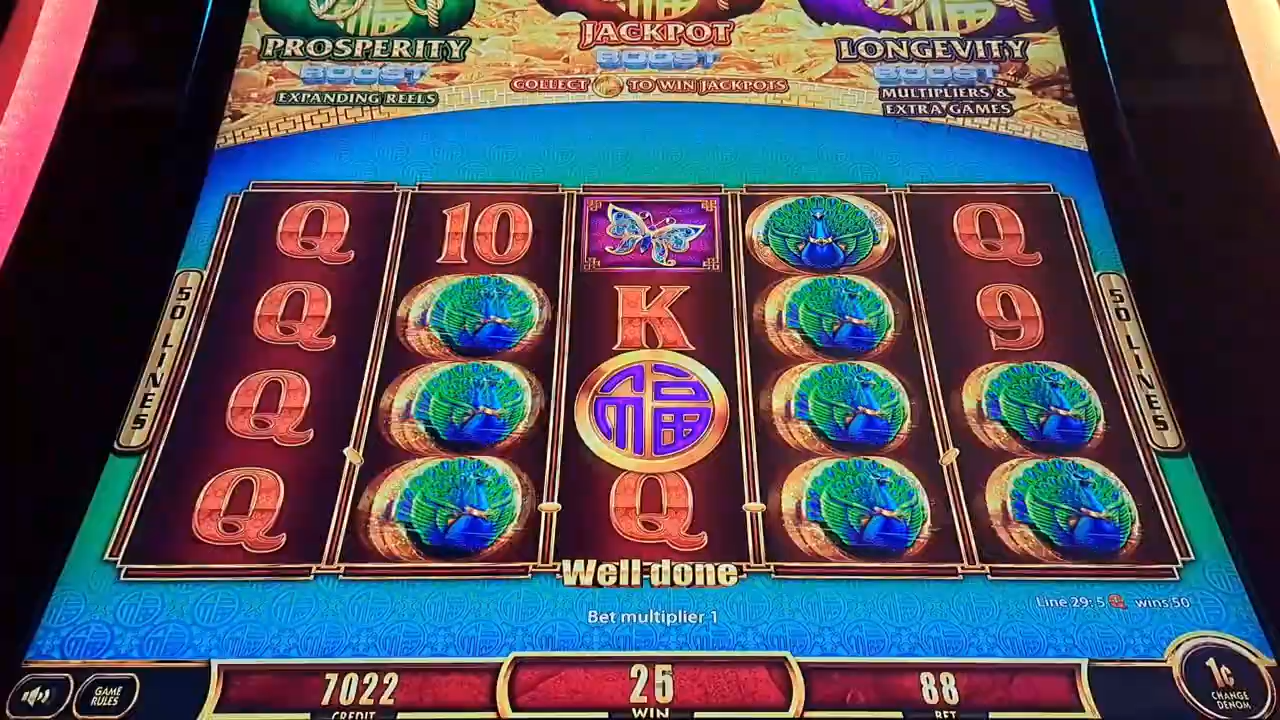 PROSPERITY
BOOST
EXPANDING REELS
JACKPOT
BOOST
COLLECT TO WIN JACKPOTS
LONGEVITY
BOOST
MULTIPLIERS &
EXTRA GAMES
Q 10 Q
Q K 9
Q 福
Q Q
50 LINES
50 LINES
Well done
Bet multiplier 1
Line 29: 5 Q wins 50
GAME RULES
7022
CREDIT
25
WIN
88
BET
1¢
CHANGE
DENOM